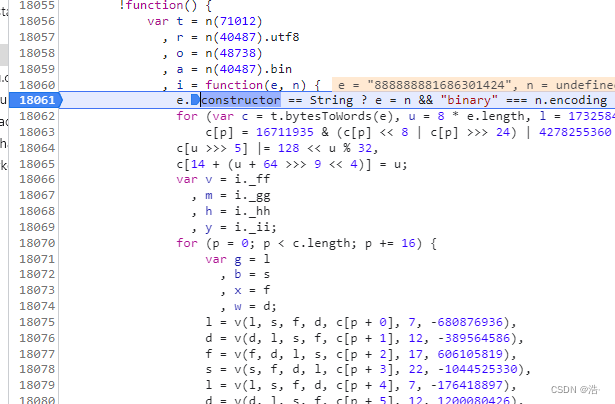 18055 !function() {
18056 var t = n(71012)
18057 , r = n(40487).utf8
18058 , o = n(48738)
18059 , a = n(40487).bin
18060 , i = function(e, n) { e = "888888881686301424", n = undefine
18061 e.constructor == String ? e = n && "binary" === n.encoding
18062 for (var c = t.bytesToWords(e), u = 8 * e.length, l = 1732584
18063 c[p] = 16711935 & (c[p] << 8 | c[p] >>> 24) | 4278255360
18064 c[u >>> 5] |= 128 << u % 32,
18065 c[14 + (u + 64 >>> 9 << 4)] = u;
18066 var v = i._ff
18067 , m = i._gg
18068 , h = i._hh
18069 , y = i._ii;
18070 for (p = 0; p < c.length; p += 16) {
18071 var g = l
18072 , b = s
18073 , x = f
18074 , w = d;
18075 l = v(l, s, f, d, c[p + 0], 7, -680876936),
18076 d = v(d, l, s, f, c[p + 1], 12, -389564586),
18077 f = v(f, d, l, s, c[p + 2], 17, 606105819),
18078 s = v(s, f, d, l, c[p + 3], 22, -1044525330),
18079 l = v(l, s, f, d, c[p + 4], 7, -176418897),
18080 d = v(d, l, s, f, c[p + 5], 12, 1200080426)
CSDN @浩·